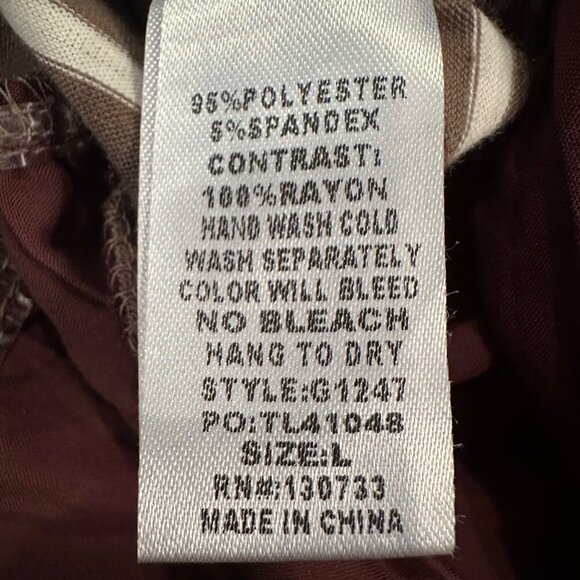 95%POLYESTER
5%SPANDEX
CONTRAST:
100%RAYON
HAND WASH COLD
WASH SEPARATELY
COLOR WILL BLEED
NO BLEACH
HANG TO DRY
STYLE:G1247
PO:TL41048
SIZE:L
RN#:130733
MADE IN CHINA